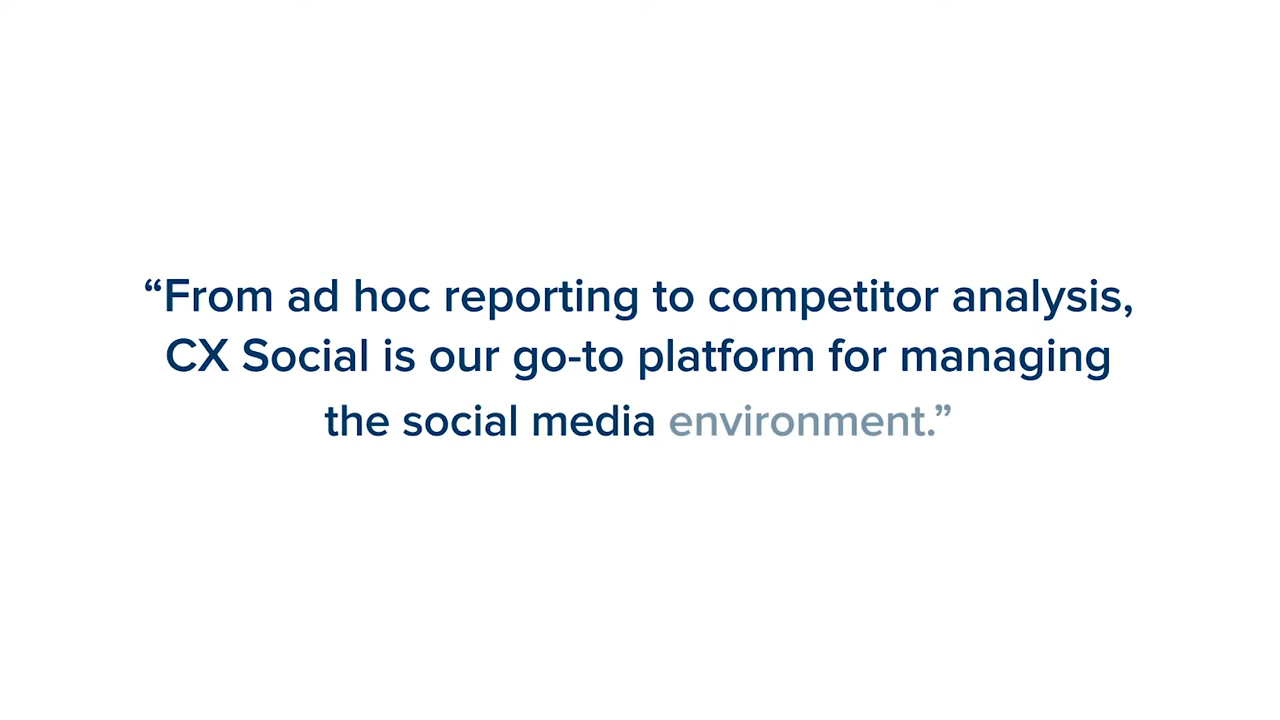 “From ad hoc reporting to competitor analysis,
CX Social is our go-to platform for managing
the social media environment.”